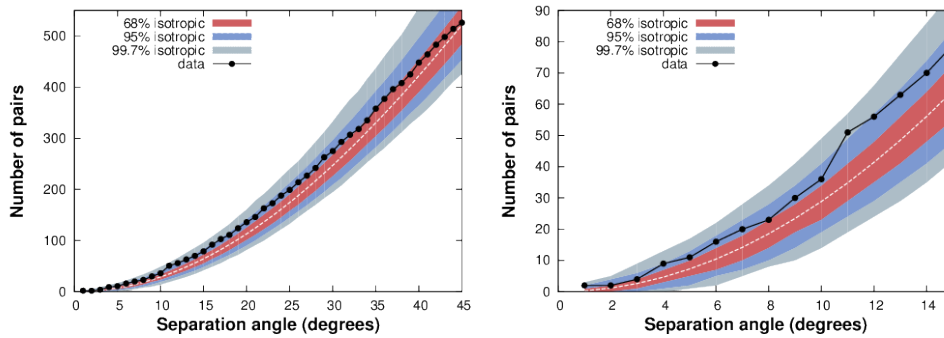 68% isotropic
95% isotropic
99.7% isotropic
data
Number of pairs
500
400
300
200
100
0
0 5 10 15 20 25 30 35 40 45
Separation angle (degrees)
68% isotropic
95% isotropic
99.7% isotropic
data
Number of pairs
90
80
70
60
50
40
30
20
10
0
0 2 4 6 8 10 12 14
Separation angle (degrees)